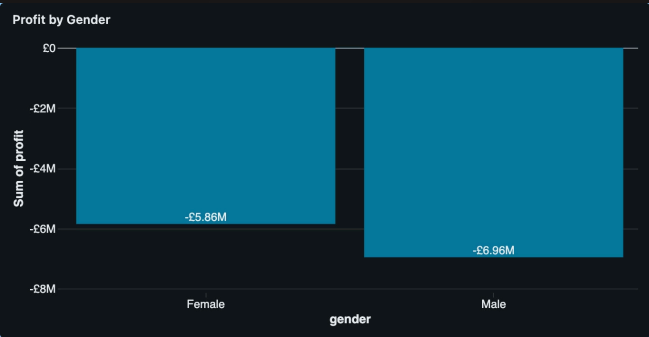 Profit by Gender
£0
-£2M
-£4M
-£6M
-£8M
Sum of profit
-£5.86M
-£6.96M
Female
Male
gender